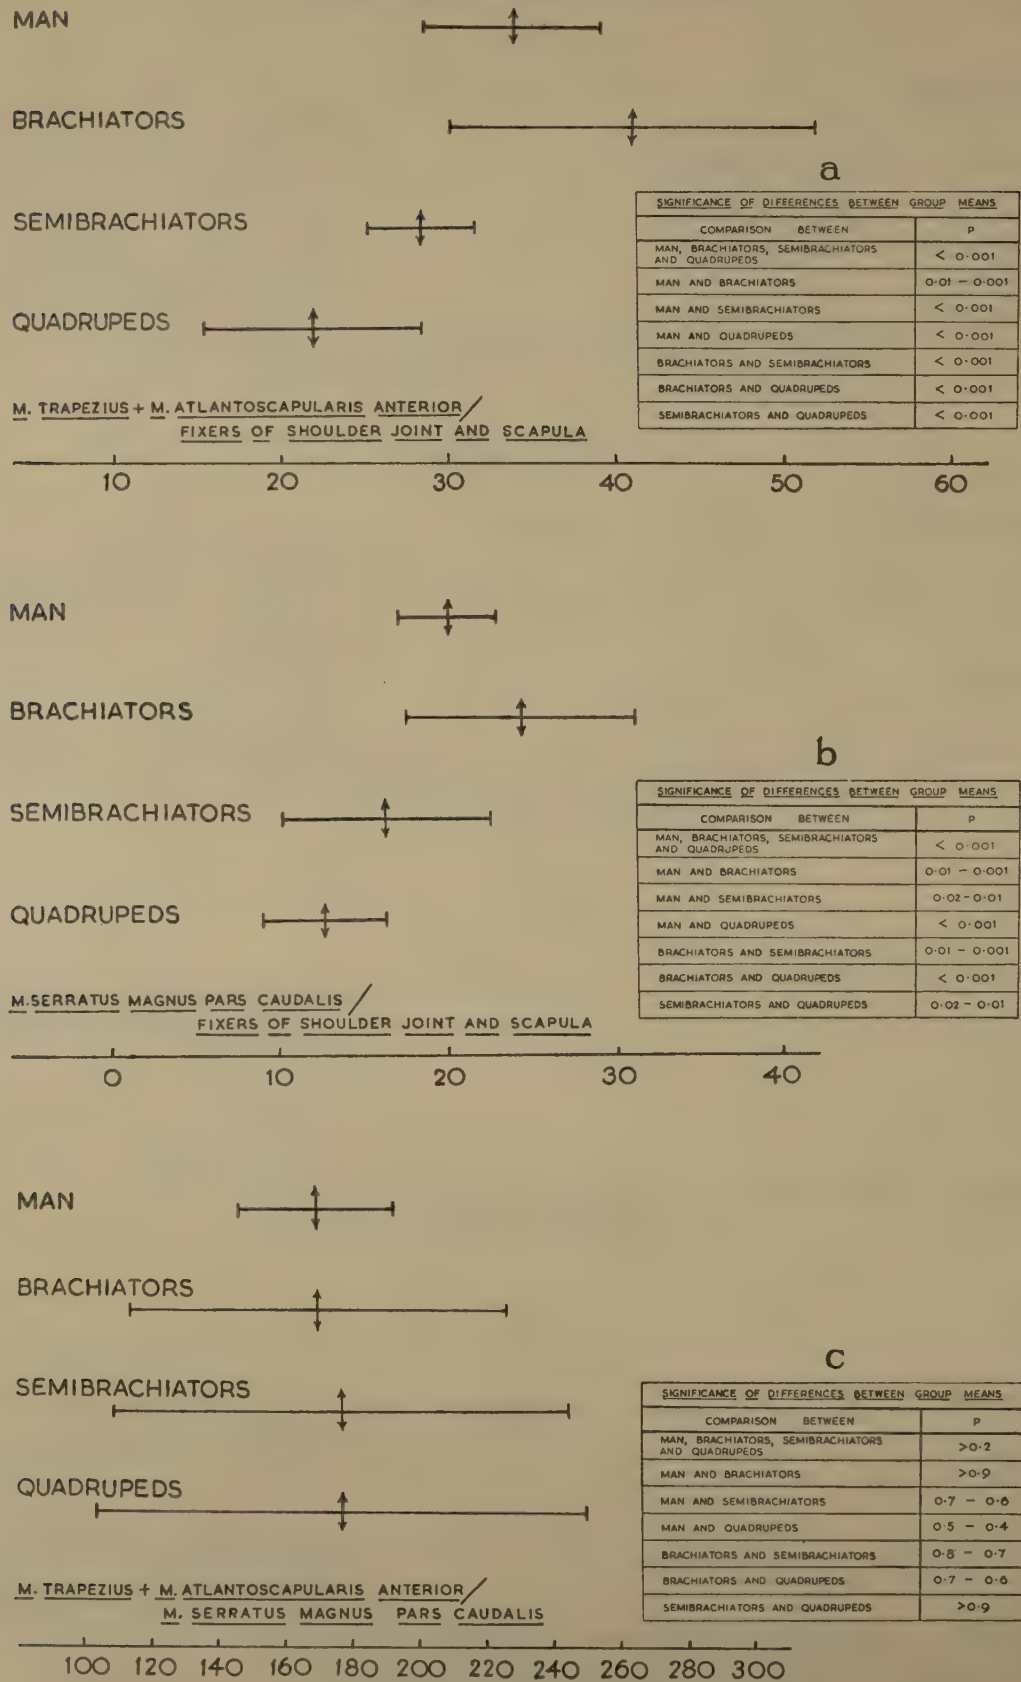 MAN
BRACHIATORS
a
SEMIBRACHIATORS
QUADRUPEDS
SIGNIFICANCE OF DIFFERENCES BETWEEN GROUP MEANS
COMPARISON BETWEEN P
MAN, BRACHIATORS, SEMIBRACHIATORS AND QUADRUPEDS < 0·001
MAN AND BRACHIATORS 0·01 - 0·001
MAN AND SEMIBRACHIATORS < 0·001
MAN AND QUADRUPEDS < 0·001
BRACHIATORS AND SEMIBRACHIATORS < 0·001
BRACHIATORS AND QUADRUPEDS < 0·001
SEMIBRACHIATORS AND QUADRUPEDS < 0·001
M. TRAPEZIUS + M. ATLANTOSCAPULARIS ANTERIOR/
FIXERS OF SHOULDER JOINT AND SCAPULA
10 20 30 40 50 60
MAN
BRACHIATORS
b
SEMIBRACHIATORS
QUADRUPEDS
SIGNIFICANCE OF DIFFERENCES BETWEEN GROUP MEANS
COMPARISON BETWEEN P
MAN, BRACHIATORS, SEMIBRACHIATORS AND QUADRUPEDS < 0·001
MAN AND BRACHIATORS 0·01 - 0·001
MAN AND SEMIBRACHIATORS 0·02 - 0·01
MAN AND QUADRUPEDS < 0·001
BRACHIATORS AND SEMIBRACHIATORS 0·01 - 0·001
BRACHIATORS AND QUADRUPEDS < 0·001
SEMIBRACHIATORS AND QUADRUPEDS 0·02 - 0·01
M. SERRATUS MAGNUS PARS CAUDALIS /
FIXERS OF SHOULDER JOINT AND SCAPULA
0 10 20 30 40
MAN
BRACHIATORS
c
SEMIBRACHIATORS
QUADRUPEDS
SIGNIFICANCE OF DIFFERENCES BETWEEN GROUP MEANS
COMPARISON BETWEEN P
MAN, BRACHIATORS, SEMIBRACHIATORS AND QUADRUPEDS >0·2
MAN AND BRACHIATORS >0·9
MAN AND SEMIBRACHIATORS 0·7 - 0·6
MAN AND QUADRUPEDS 0·5 - 0·4
BRACHIATORS AND SEMIBRACHIATORS 0·8 - 0·7
BRACHIATORS AND QUADRUPEDS 0·7 - 0·6
SEMIBRACHIATORS AND QUADRUPEDS >0·9
M. TRAPEZIUS + M. ATLANTOSCAPULARIS ANTERIOR/
M. SERRATUS MAGNUS PARS CAUDALIS
100 120 140 160 180 200 220 240 260 280 300